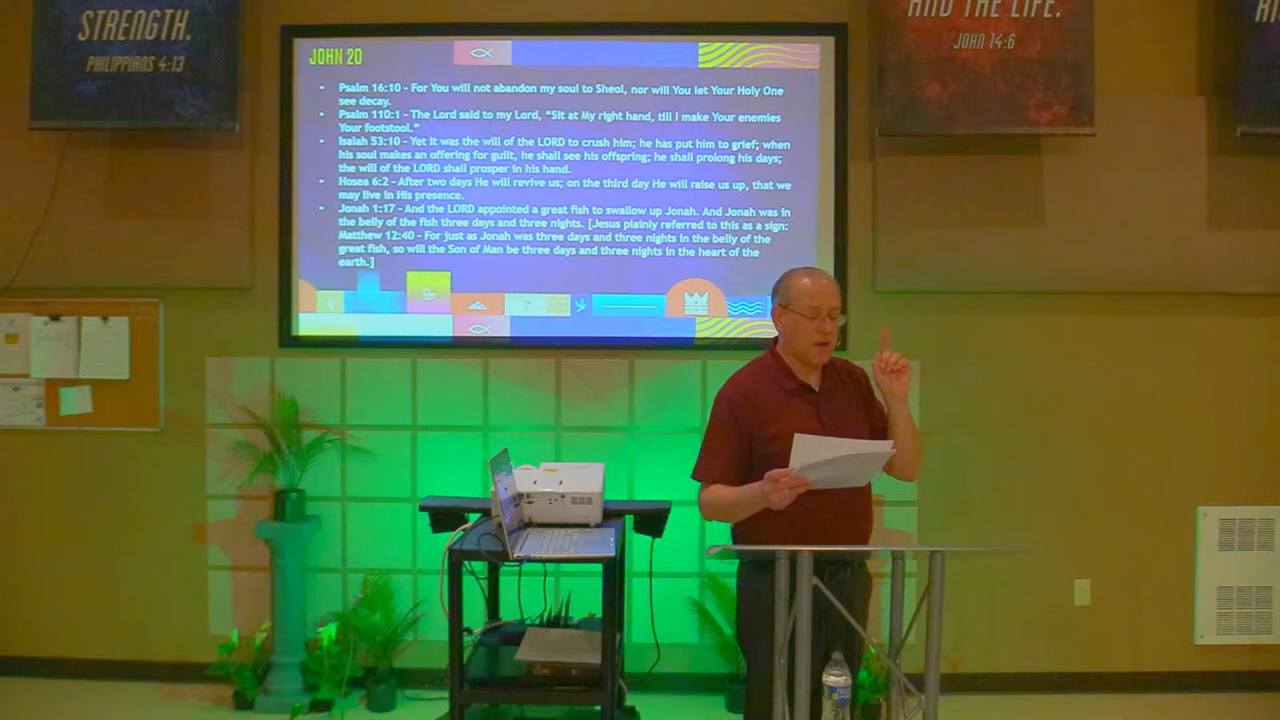 STRENGTH.
PHILIPPIANS 4:13
AND THE LIFE.
JOHN 14:6
JOHN 20
• Psalm 16:10 – For You will not abandon my soul to Sheol, nor will You let Your Holy One
see decay.
• Psalm 110:1 – The Lord said to my Lord, “Sit at My right hand, till I make Your enemies
Your footstool.”
• Isaiah 53:10 – Yet it was the will of the LORD to crush him; he has put him to grief; when
his soul makes an offering for guilt, he shall see his offspring; he shall prolong his days;
the will of the LORD shall prosper in his hand.
• Hosea 6:2 – After two days He will revive us; on the third day He will raise us up, that we
may live in His presence.
• Jonah 1:17 – And the LORD appointed a great fish to swallow up Jonah. And Jonah was in
the belly of the fish three days and three nights. [Jesus plainly referred to this as a sign:
Matthew 12:40 – For just as Jonah was three days and three nights in the belly of the
great fish, so will the Son of Man be three days and three nights in the heart of the
earth.]